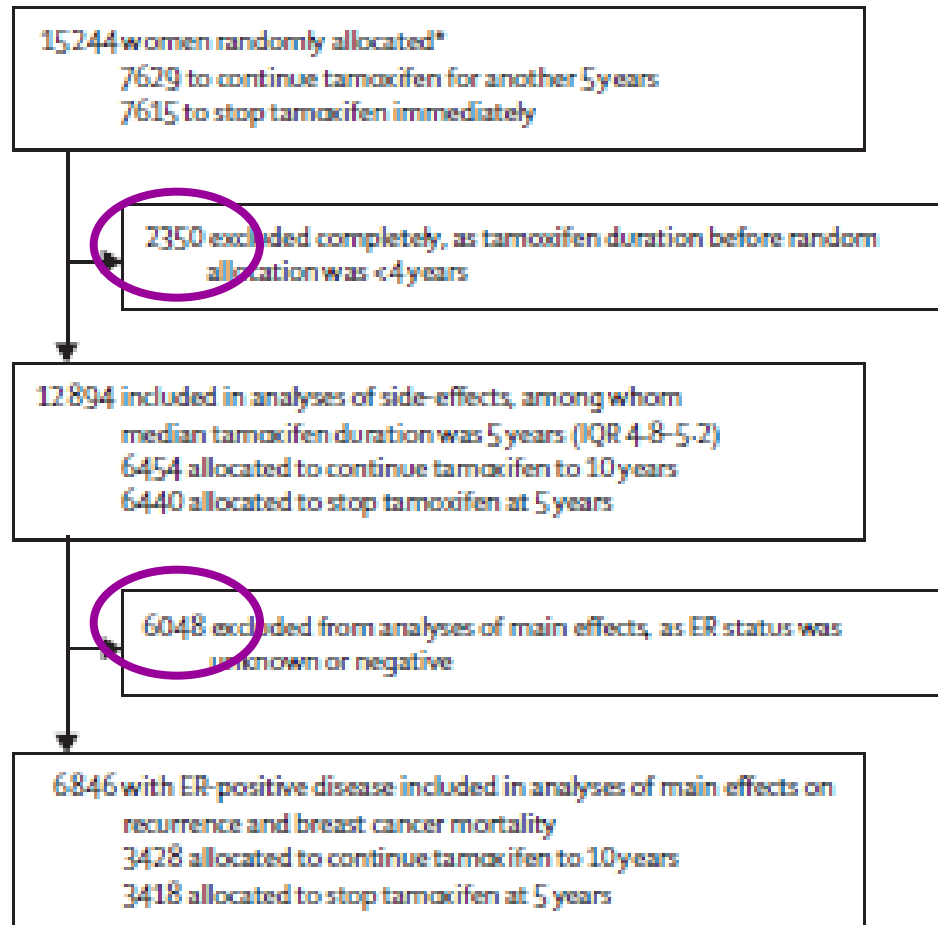 15244 women randomly allocated*
7629 to continue tamoxifen for another 5 years
7615 to stop tamoxifen immediately
2350 excluded completely, as tamoxifen duration before random
allocation was <4 years
12894 included in analyses of side-effects, among whom
median tamoxifen duration was 5 years (IQR 4·8–5·2)
6454 allocated to continue tamoxifen to 10 years
6440 allocated to stop tamoxifen at 5 years
6048 excluded from analyses of main effects, as ER status was
unknown or negative
6846 with ER-positive disease included in analyses of main effects on
recurrence and breast cancer mortality
3428 allocated to continue tamoxifen to 10 years
3418 allocated to stop tamoxifen at 5 years